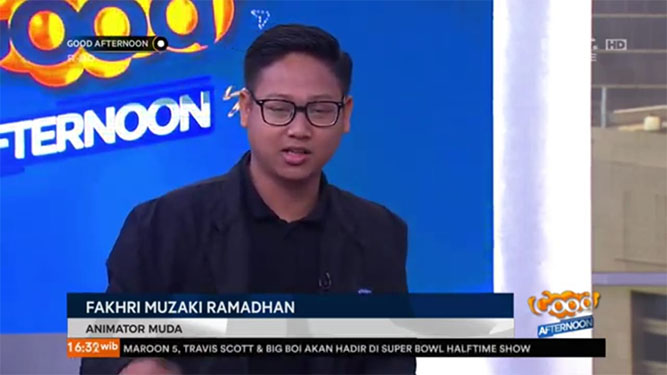 Good
AFTERNOON
GOOD AFTERNOON
HD
FAKHRI MUZAKI RAMADHAN
ANIMATOR MUDA
Good
AFTERNOON
16:32 wib MAROON 5, TRAVIS SCOTT & BIG BOI AKAN HADIR DI SUPER BOWL HALFTIME SHOW